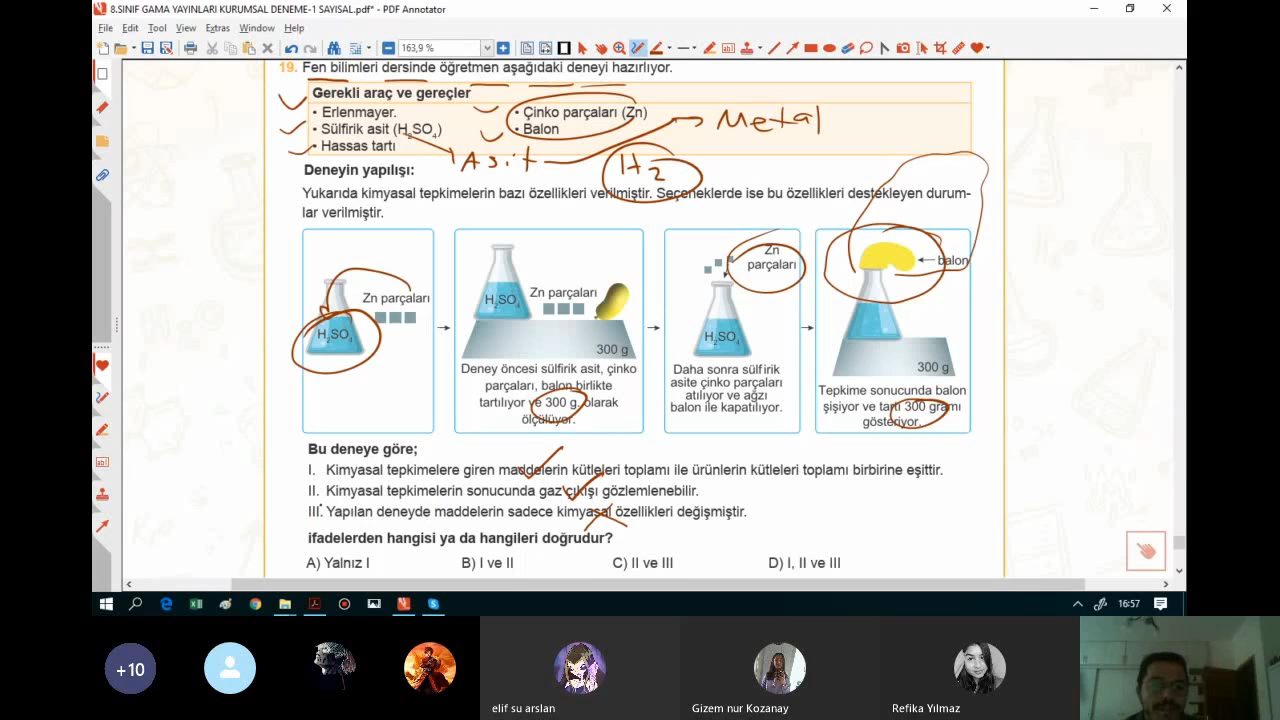 8.SINIF GAMA YAYINLARI KURUMSAL DENEME-1 SAYISAL.pdf* - PDF Annotator
File Edit Tool View Extras Window Help
163,9 %
19. Fen bilimleri dersinde öğretmen aşağıdaki deneyi hazırlıyor.
Gerekli araç ve gereçler
• Erlenmayer. • Çinko parçaları (Zn)
• Sülfirik asit (H2SO4) • Balon
• Hassas tartı
Metal
Asit
H2
Deneyin yapılışı:
Yukarıda kimyasal tepkimelerin bazı özellikleri verilmiştir. Seçeneklerde ise bu özellikleri destekleyen durum-
lar verilmiştir.
Zn parçaları
H2SO4
H2SO4
Zn parçaları
300 g
Deney öncesi sülfirik asit, çinko
parçaları, balon birlikte
tartılıyor ve 300 g. olarak
ölçülüyor.
Zn
parçaları
H2SO4
Daha sonra sülfirik
asite çinko parçaları
atılıyor ve ağzı
balon ile kapatılıyor.
balon
300 g
Tepkime sonucunda balon
şişiyor ve tartı 300 gramı
gösteriyor.
Bu deneye göre;
I. Kimyasal tepkimelere giren maddelerin kütleleri toplamı ile ürünlerin kütleleri toplamı birbirine eşittir.
II. Kimyasal tepkimelerin sonucunda gaz çıkışı gözlemlenebilir.
III. Yapılan deneyde maddelerin sadece kimyasal özellikleri değişmiştir.
ifadelerden hangisi ya da hangileri doğrudur?
A) Yalnız I B) I ve II C) II ve III D) I, II ve III
16:57
+10
elif su arslan
Gizem nur Kozanay
Refika Yılmaz